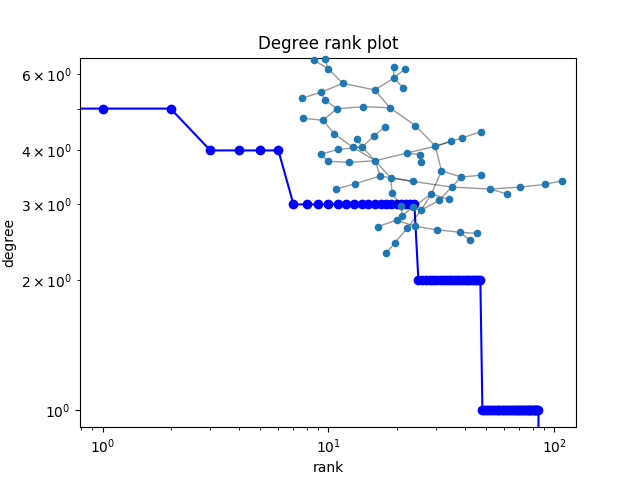 Degree rank plot
6 × 10⁰
4 × 10⁰
3 × 10⁰
2 × 10⁰
10⁰
degree
10⁰ 10¹ 10²
rank